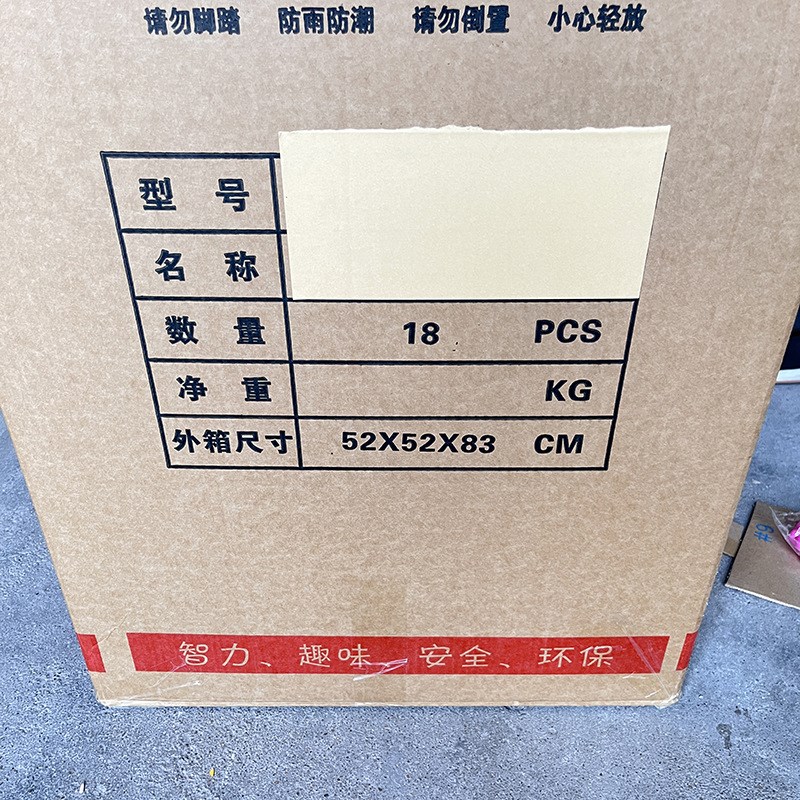 请勿脚踏 防雨防潮 请勿倒置 小心轻放
型号
名称
数量 18 PCS
净重 KG
外箱尺寸 52X52X83 CM
智力、趣味 安全、环保
#6